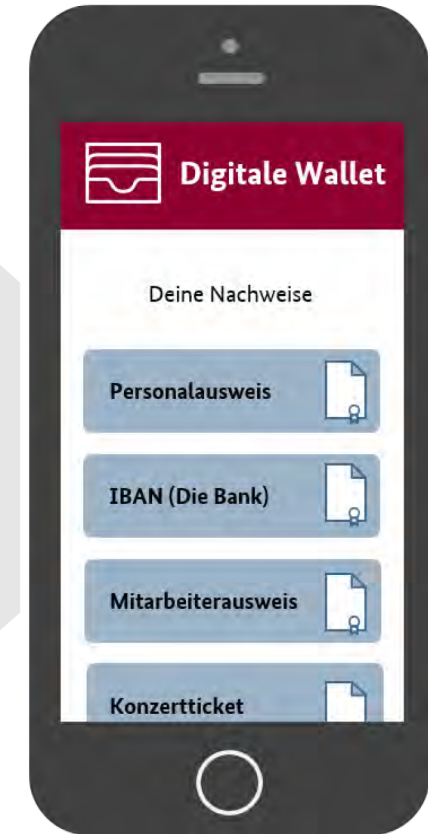 Digitale Wallet
Deine Nachweise
Personalausweis
IBAN (Die Bank)
Mitarbeiterausweis
Konzertticket